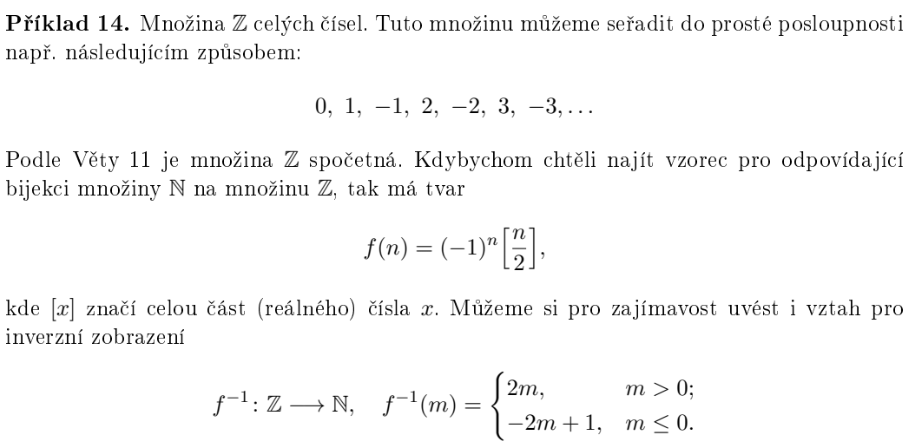 Příklad 14. Množina ℤ celých čísel. Tuto množinu můžeme seřadit do prosté posloupnosti
např. následujícím způsobem:
0, 1, −1, 2, −2, 3, −3, …
Podle Věty 11 je množina ℤ spočetná. Kdybychom chtěli najít vzorec pro odpovídající
bijekci množiny ℕ na množinu ℤ, tak má tvar
f(n) = (−1)^n [n/2],
kde [x] značí celou část (reálného) čísla x. Můžeme si pro zajímavost uvést i vztah pro
inverzní zobrazení
f^{−1}: ℤ ⟶ ℕ, f^{−1}(m) = { 2m, m > 0;
−2m + 1, m ≤ 0.